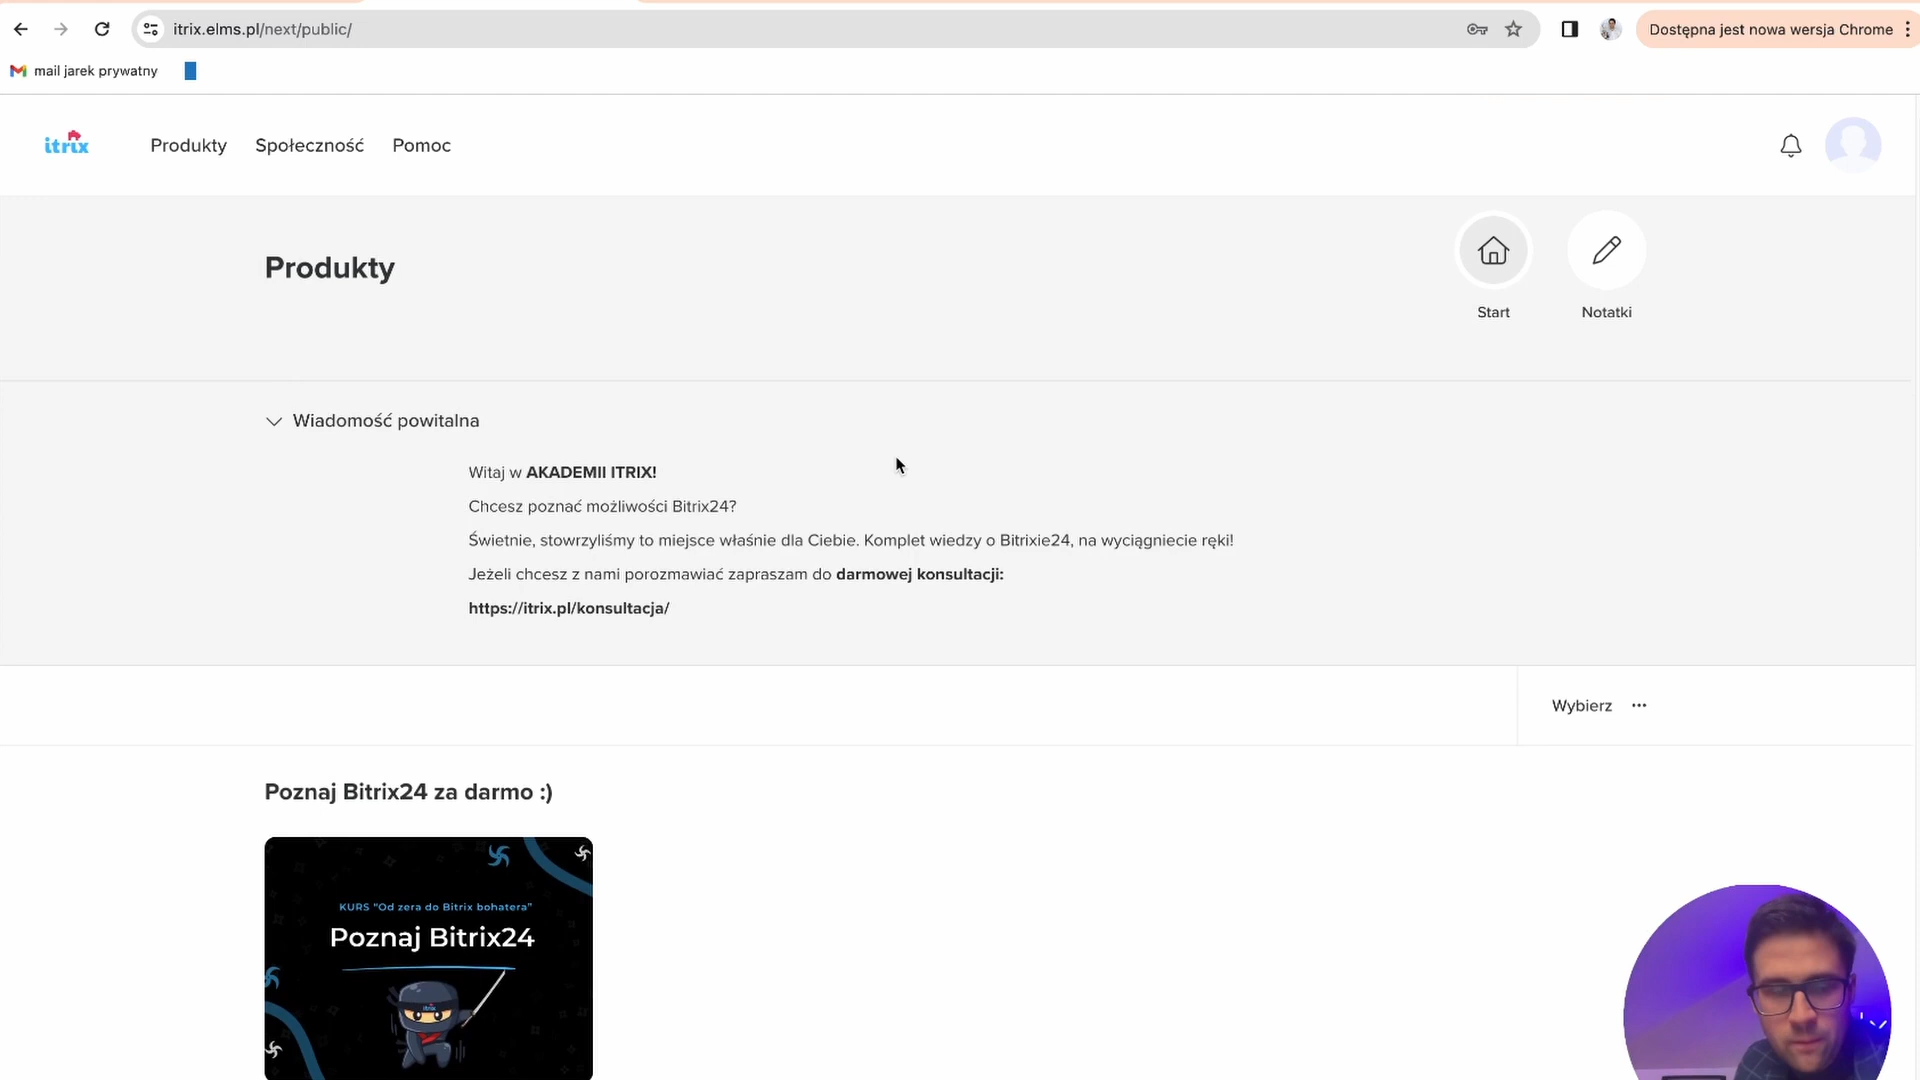 itrix.elms.pl/next/public/
Dostępna jest nowa wersja Chrome
mail jarek prywatny
itrix
Produkty
Społeczność
Pomoc
Produkty
Start
Notatki
Wiadomość powitalna
Witaj w AKADEMII ITRIX!
Chcesz poznać możliwości Bitrix24?
Świetnie, stowrzyliśmy to miejsce właśnie dla Ciebie. Komplet wiedzy o Bitrixie24, na wyciągniecie ręki!
Jeżeli chcesz z nami porozmawiać zapraszam do darmowej konsultacji:
https://itrix.pl/konsultacja/
Wybierz
Poznaj Bitrix24 za darmo :)
KURS "Od zera do Bitrix bohatera"
Poznaj Bitrix24
itrix